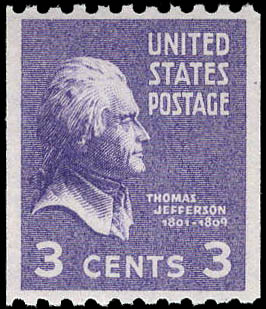 UNITED
STATES
POSTAGE
THOMAS
JEFFERSON
1801-1809
3 CENTS 3